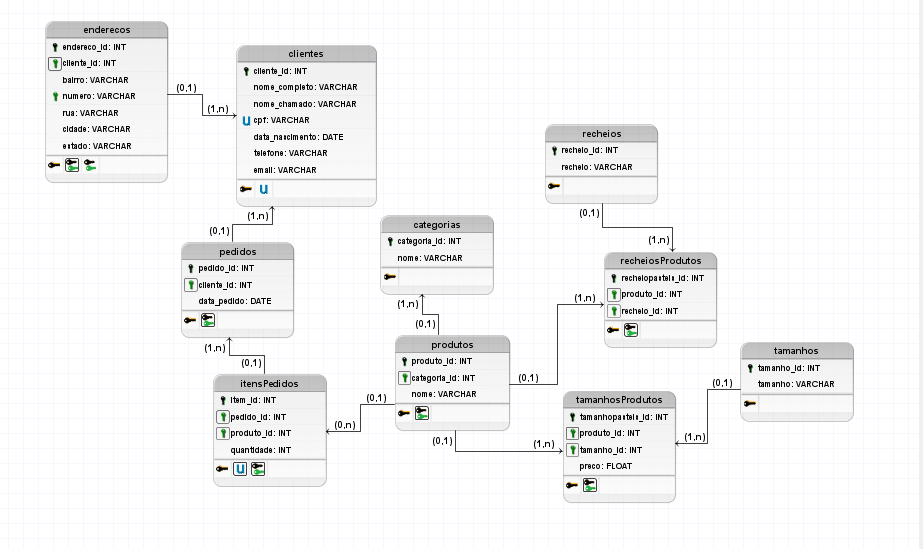 enderecos
endereco_id: INT
cliente_id: INT
bairro: VARCHAR
numero: VARCHAR
rua: VARCHAR
cidade: VARCHAR
estado: VARCHAR
(0,1)
(1,n)
clientes
cliente_id: INT
nome_completo: VARCHAR
nome_chamado: VARCHAR
u cpf: VARCHAR
data_nascimento: DATE
telefone: VARCHAR
email: VARCHAR
u
(1,n)
(0,1)
pedidos
pedido_id: INT
cliente_id: INT
data_pedido: DATE
(1,n)
(0,1)
itensPedidos
item_id: INT
pedido_id: INT
produto_id: INT
quantidade: INT
u
(0,1)
(0,n)
categorias
categoria_id: INT
nome: VARCHAR
(1,n)
(0,1)
produtos
produto_id: INT
categoria_id: INT
nome: VARCHAR
(0,1)
(1,n)
(0,1)
(1,n)
recheios
recheio_id: INT
recheio: VARCHAR
(0,1)
(1,n)
recheiosProdutos
recheiopasteis_id: INT
produto_id: INT
recheio_id: INT
tamanhosProdutos
tamanhopasteis_id: INT
produto_id: INT
tamanho_id: INT
preco: FLOAT
(0,1)
(1,n)
tamanhos
tamanho_id: INT
tamanho: VARCHAR